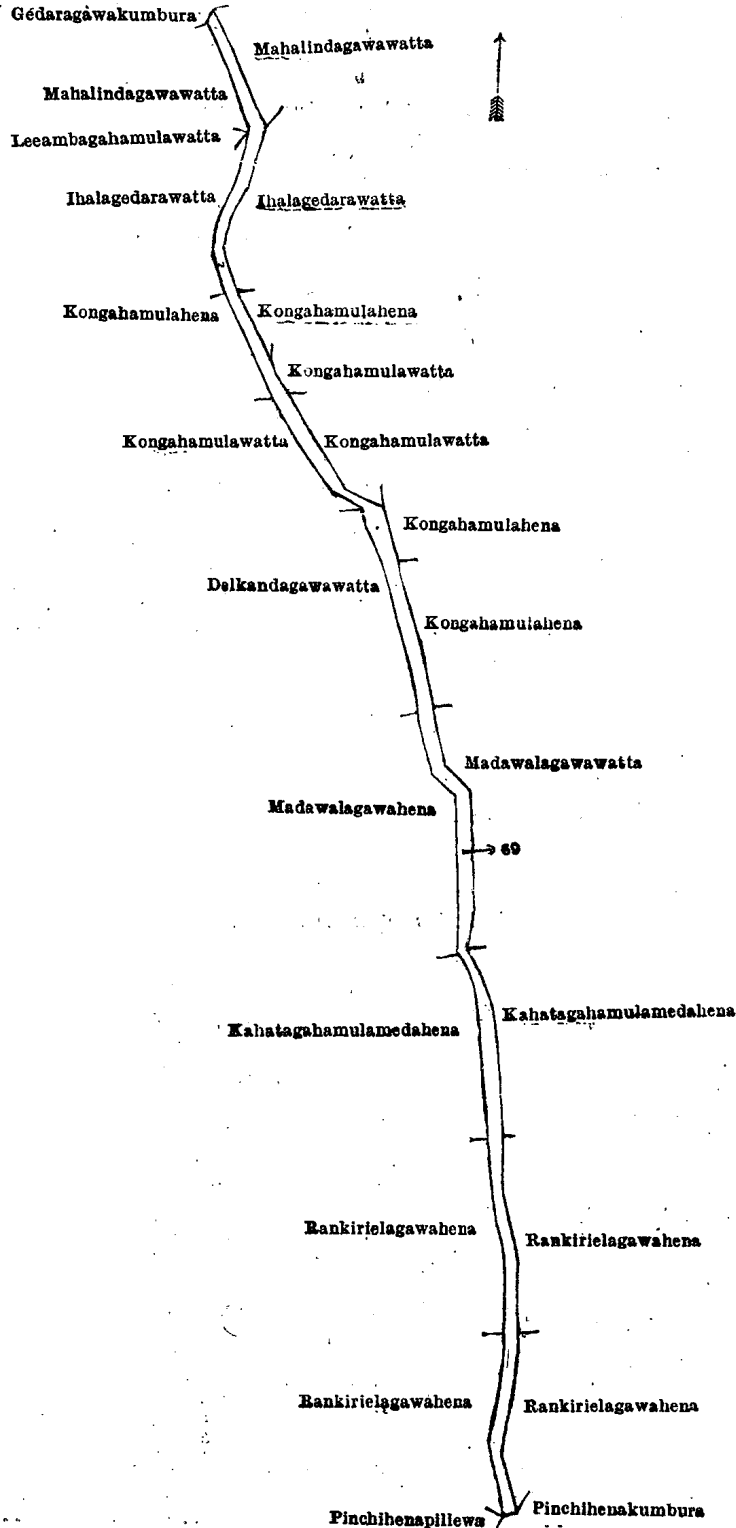 Gedaragawakumbura
Mahalindagawawatta
Mahalindagawawatta
Leeambagahamulawatta
Ihalagedarawatta
Ihalagedarawatta
Kongahamulahena
Kongahamulahena
Kongahamulawatta
Kongahamulawatta
Kongahamulawatta
Kongahamulahena
Delkandagawawatta
Kongahamulahena
Madawalagawawatta
Madawalagawahena
69
Kahatagahamulamedahena
Kahatagahamulamedahena
Rankirielagawahena
Rankirielagawahena
Rankirielagawahena
Rankirielagawahena
Pinchihenakumbura
Pinchihenapillewa